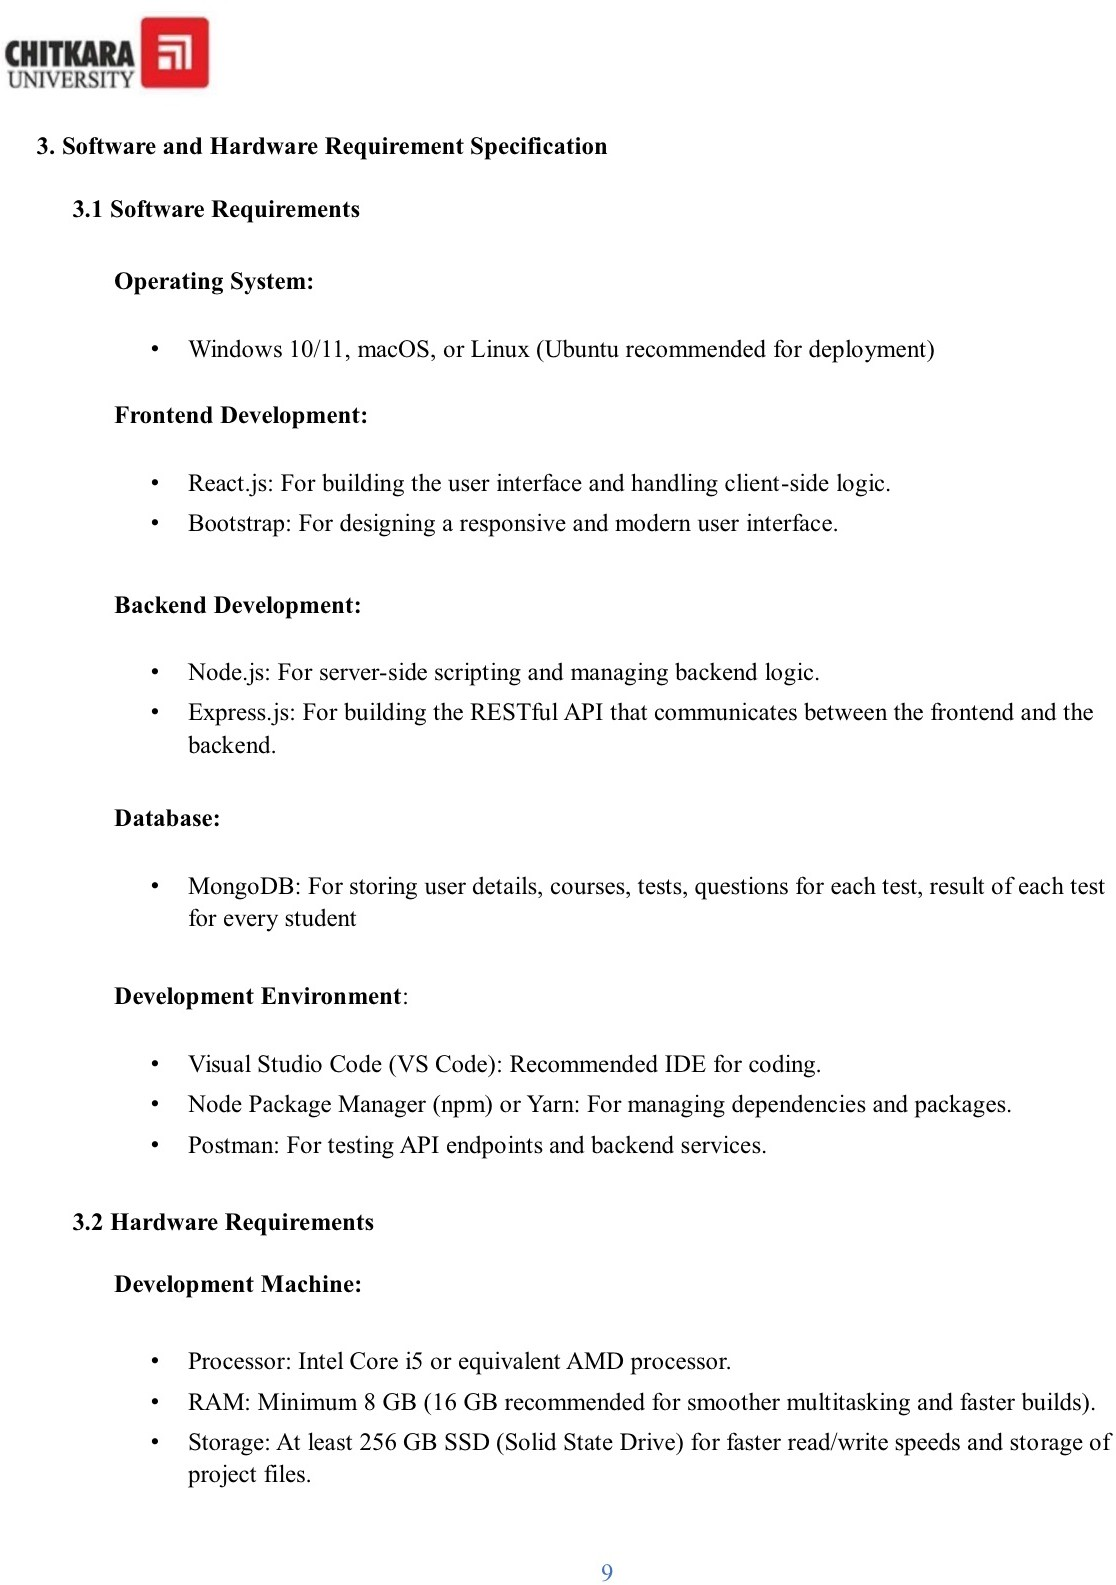 CHITKARA
UNIVERSITY
3. Software and Hardware Requirement Specification
3.1 Software Requirements
Operating System:
• Windows 10/11, macOS, or Linux (Ubuntu recommended for deployment)
Frontend Development:
• React.js: For building the user interface and handling client-side logic.
• Bootstrap: For designing a responsive and modern user interface.
Backend Development:
• Node.js: For server-side scripting and managing backend logic.
• Express.js: For building the RESTful API that communicates between the frontend and the
backend.
Database:
• MongoDB: For storing user details, courses, tests, questions for each test, result of each test
for every student
Development Environment:
• Visual Studio Code (VS Code): Recommended IDE for coding.
• Node Package Manager (npm) or Yarn: For managing dependencies and packages.
• Postman: For testing API endpoints and backend services.
3.2 Hardware Requirements
Development Machine:
• Processor: Intel Core i5 or equivalent AMD processor.
• RAM: Minimum 8 GB (16 GB recommended for smoother multitasking and faster builds).
• Storage: At least 256 GB SSD (Solid State Drive) for faster read/write speeds and storage of
project files.
9